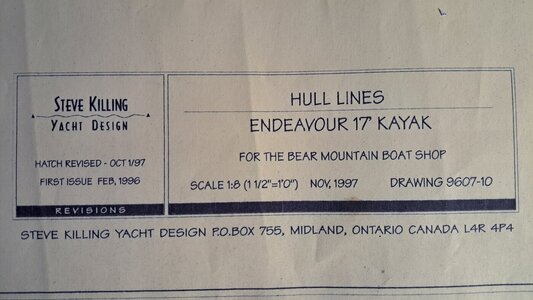 STEVE KILLING
YACHT DESIGN
HATCH REVISED - OCT 1/97
FIRST ISSUE FEB, 1996
REVISIONS
HULL LINES
ENDEAVOUR 17' KAYAK
FOR THE BEAR MOUNTAIN BOAT SHOP
SCALE 1:8 (1 1/2"=1'0") NOV, 1997 DRAWING 9607-10
STEVE KILLING YACHT DESIGN P.O.BOX 755, MIDLAND, ONTARIO CANADA L4R 4P4